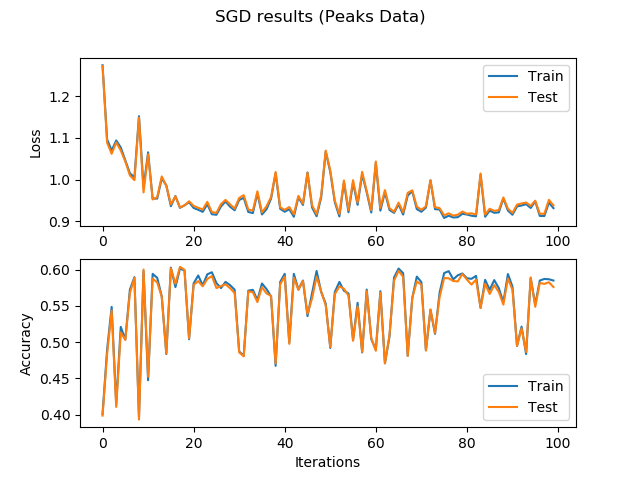 SGD results (Peaks Data)
Loss
1.2
1.1
1.0
0.9
Train
Test
0 20 40 60 80 100
Accuracy
0.60
0.55
0.50
0.45
0.40
Train
Test
0 20 40 60 80 100
Iterations